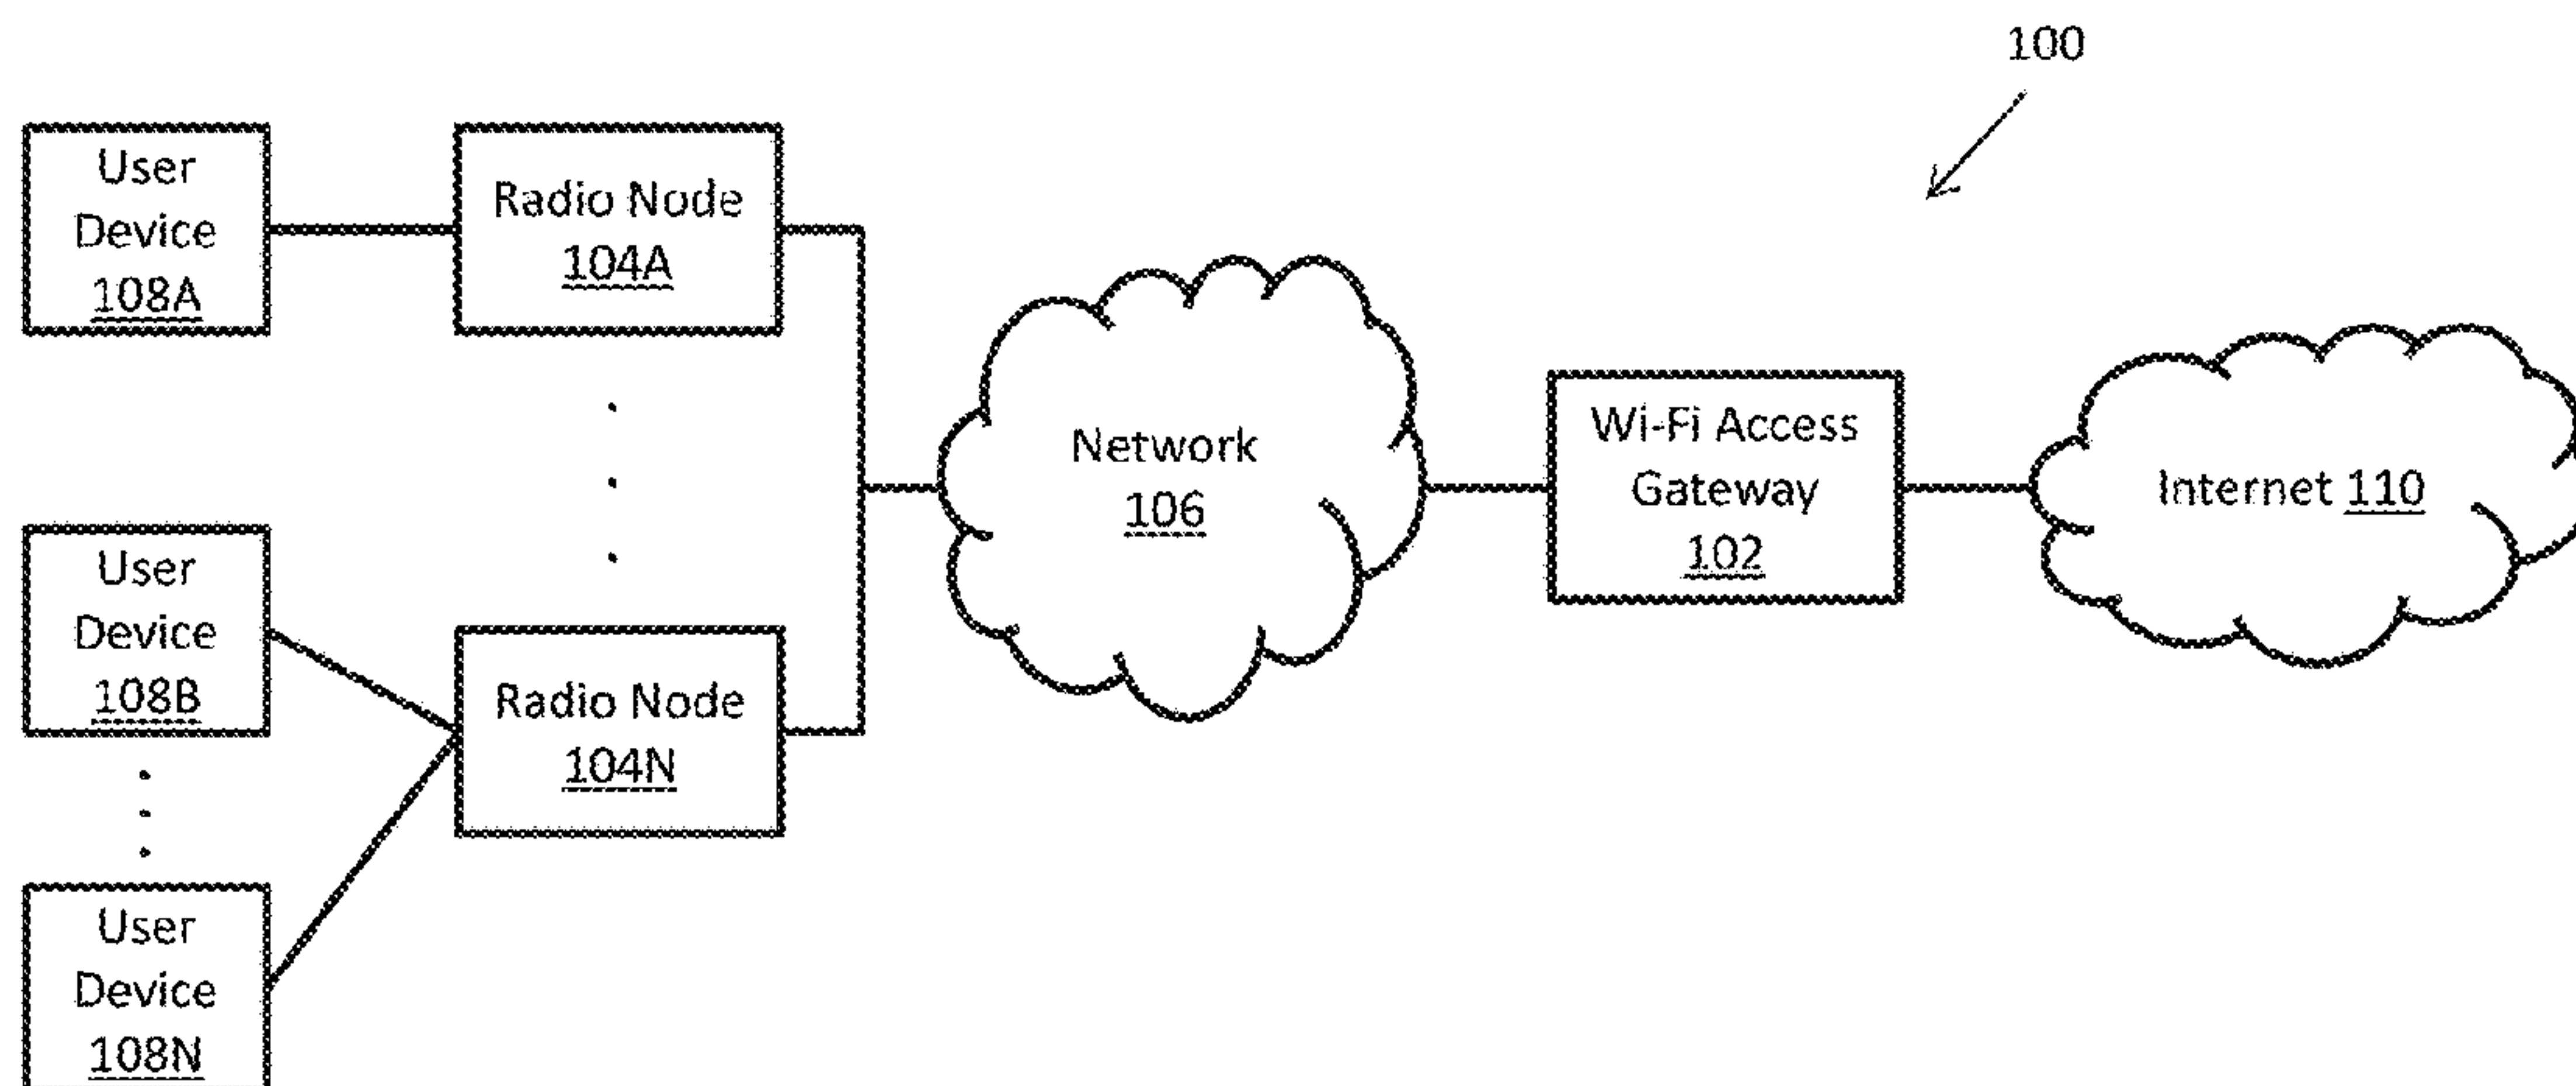 100
User
Device
108A
Radio Node
104A
Network
106
Wi-Fi Access
Gateway
102
Internet 110
User
Device
108B
Radio Node
104N
User
Device
108N